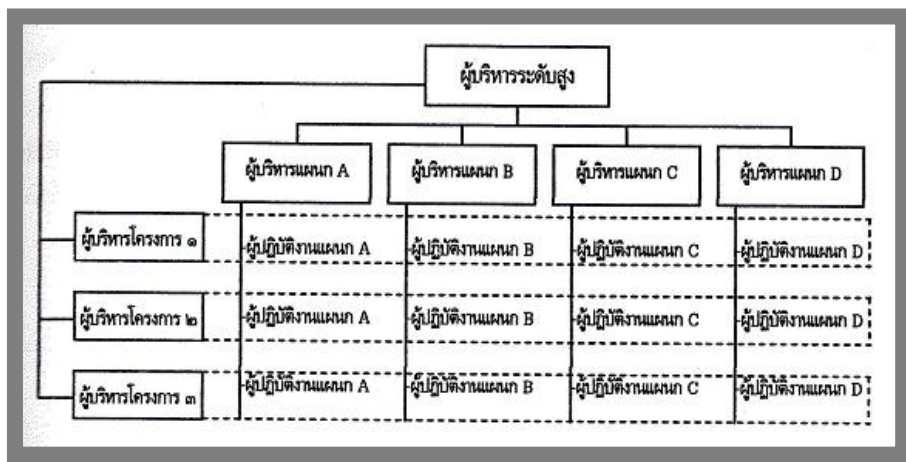 ผู้บริหารระดับสูง
ผู้บริหารแผนก A
ผู้บริหารแผนก B
ผู้บริหารแผนก C
ผู้บริหารแผนก D
ผู้บริหารโครงการ ๑
ผู้ปฏิบัติงานแผนก A
ผู้ปฏิบัติงานแผนก B
ผู้ปฏิบัติงานแผนก C
ผู้ปฏิบัติงานแผนก D
ผู้บริหารโครงการ ๒
ผู้ปฏิบัติงานแผนก A
ผู้ปฏิบัติงานแผนก B
ผู้ปฏิบัติงานแผนก C
ผู้ปฏิบัติงานแผนก D
ผู้บริหารโครงการ ๓
ผู้ปฏิบัติงานแผนก A
ผู้ปฏิบัติงานแผนก B
ผู้ปฏิบัติงานแผนก C
ผู้ปฏิบัติงานแผนก D